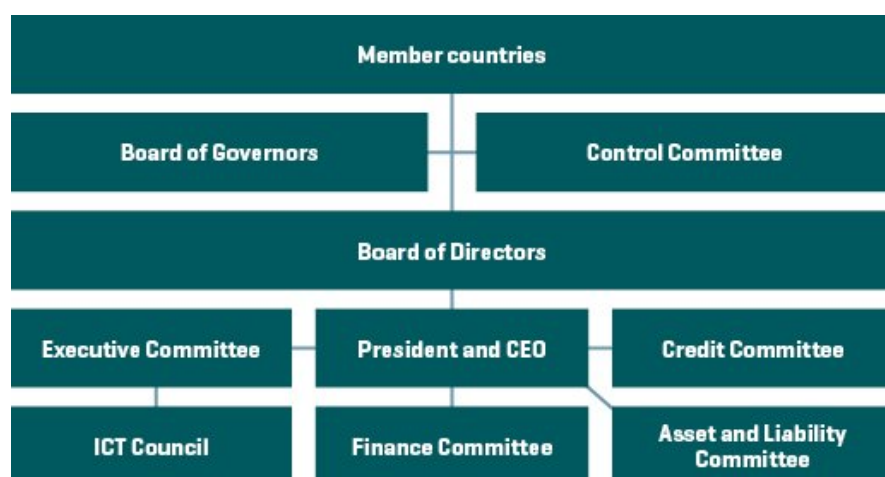 Member countries
Board of Governors
Control Committee
Board of Directors
Executive Committee
President and CEO
Credit Committee
ICT Council
Finance Committee
Asset and Liability
Committee